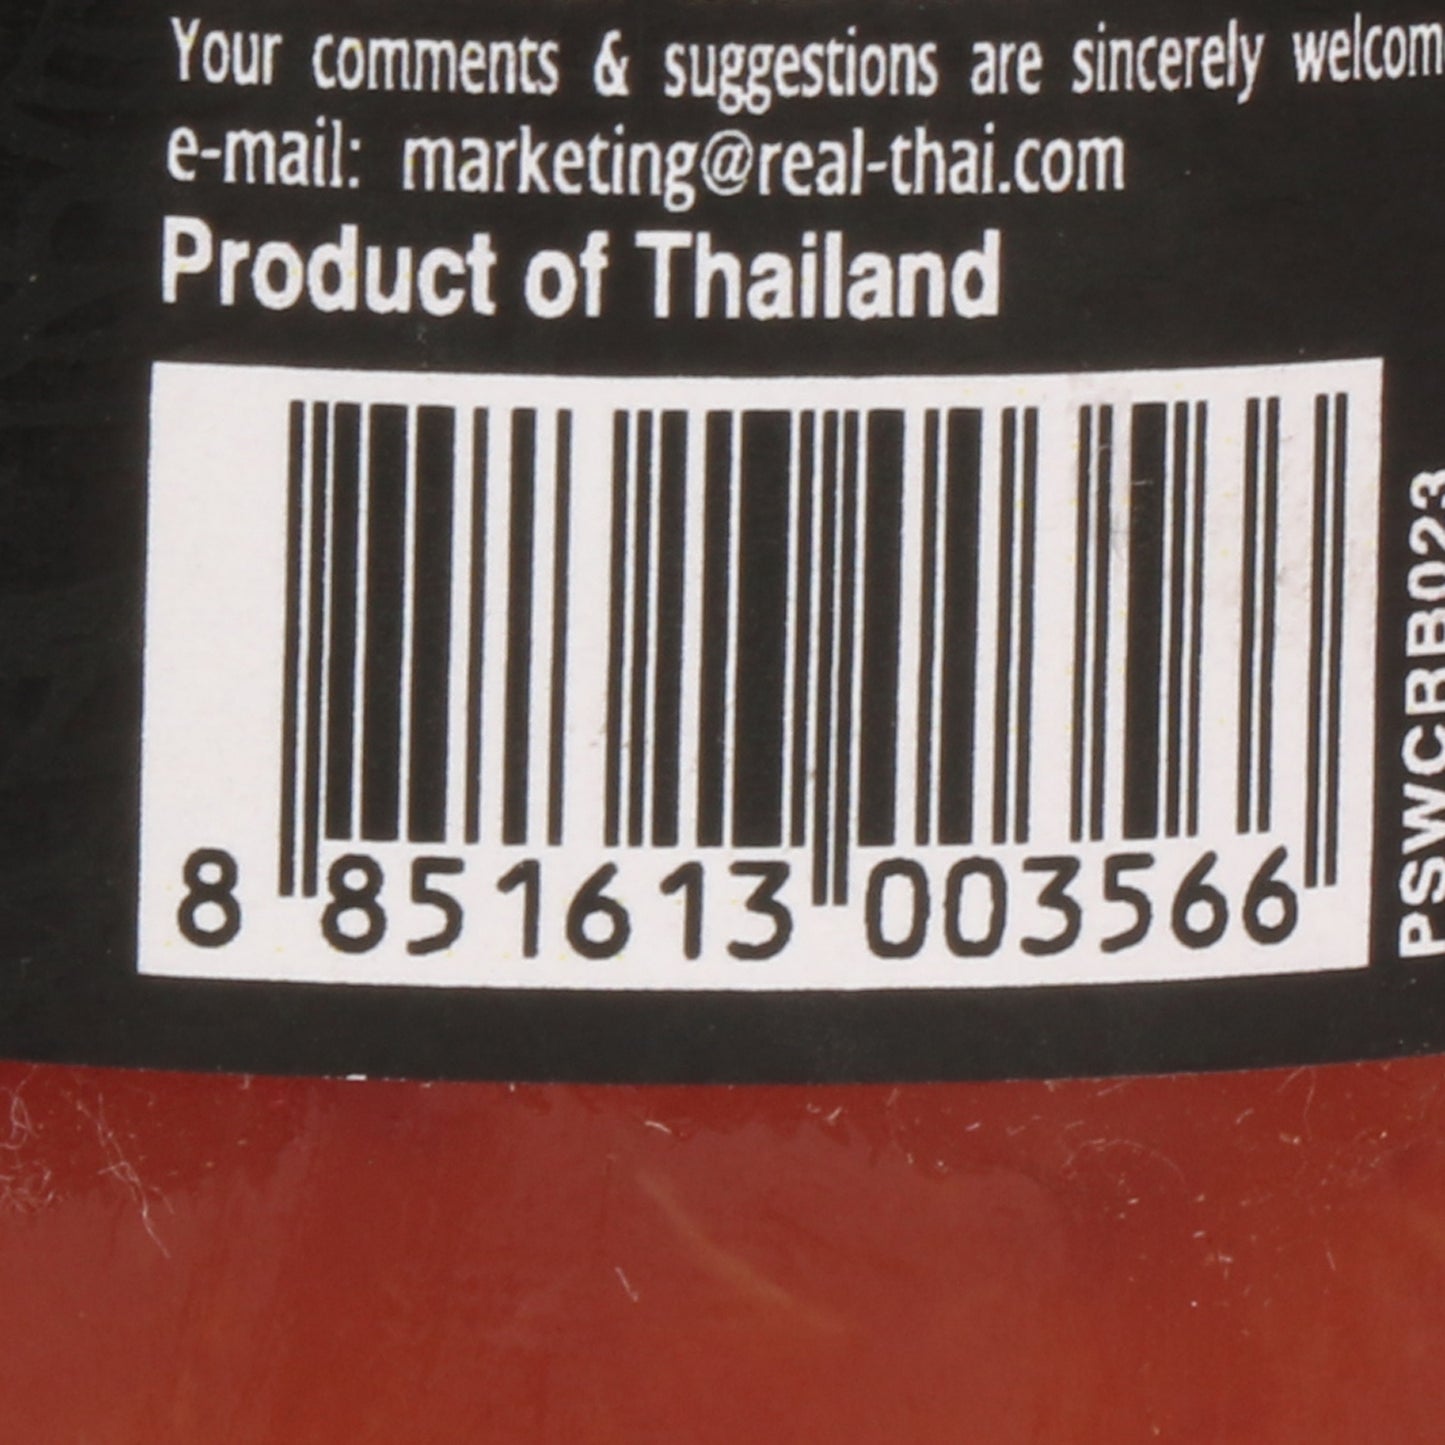 Your comments & suggestions are sincerely welcom
e-mail: marketing@real-thai.com
Product of Thailand
8 851613 003566
PSWCBB023